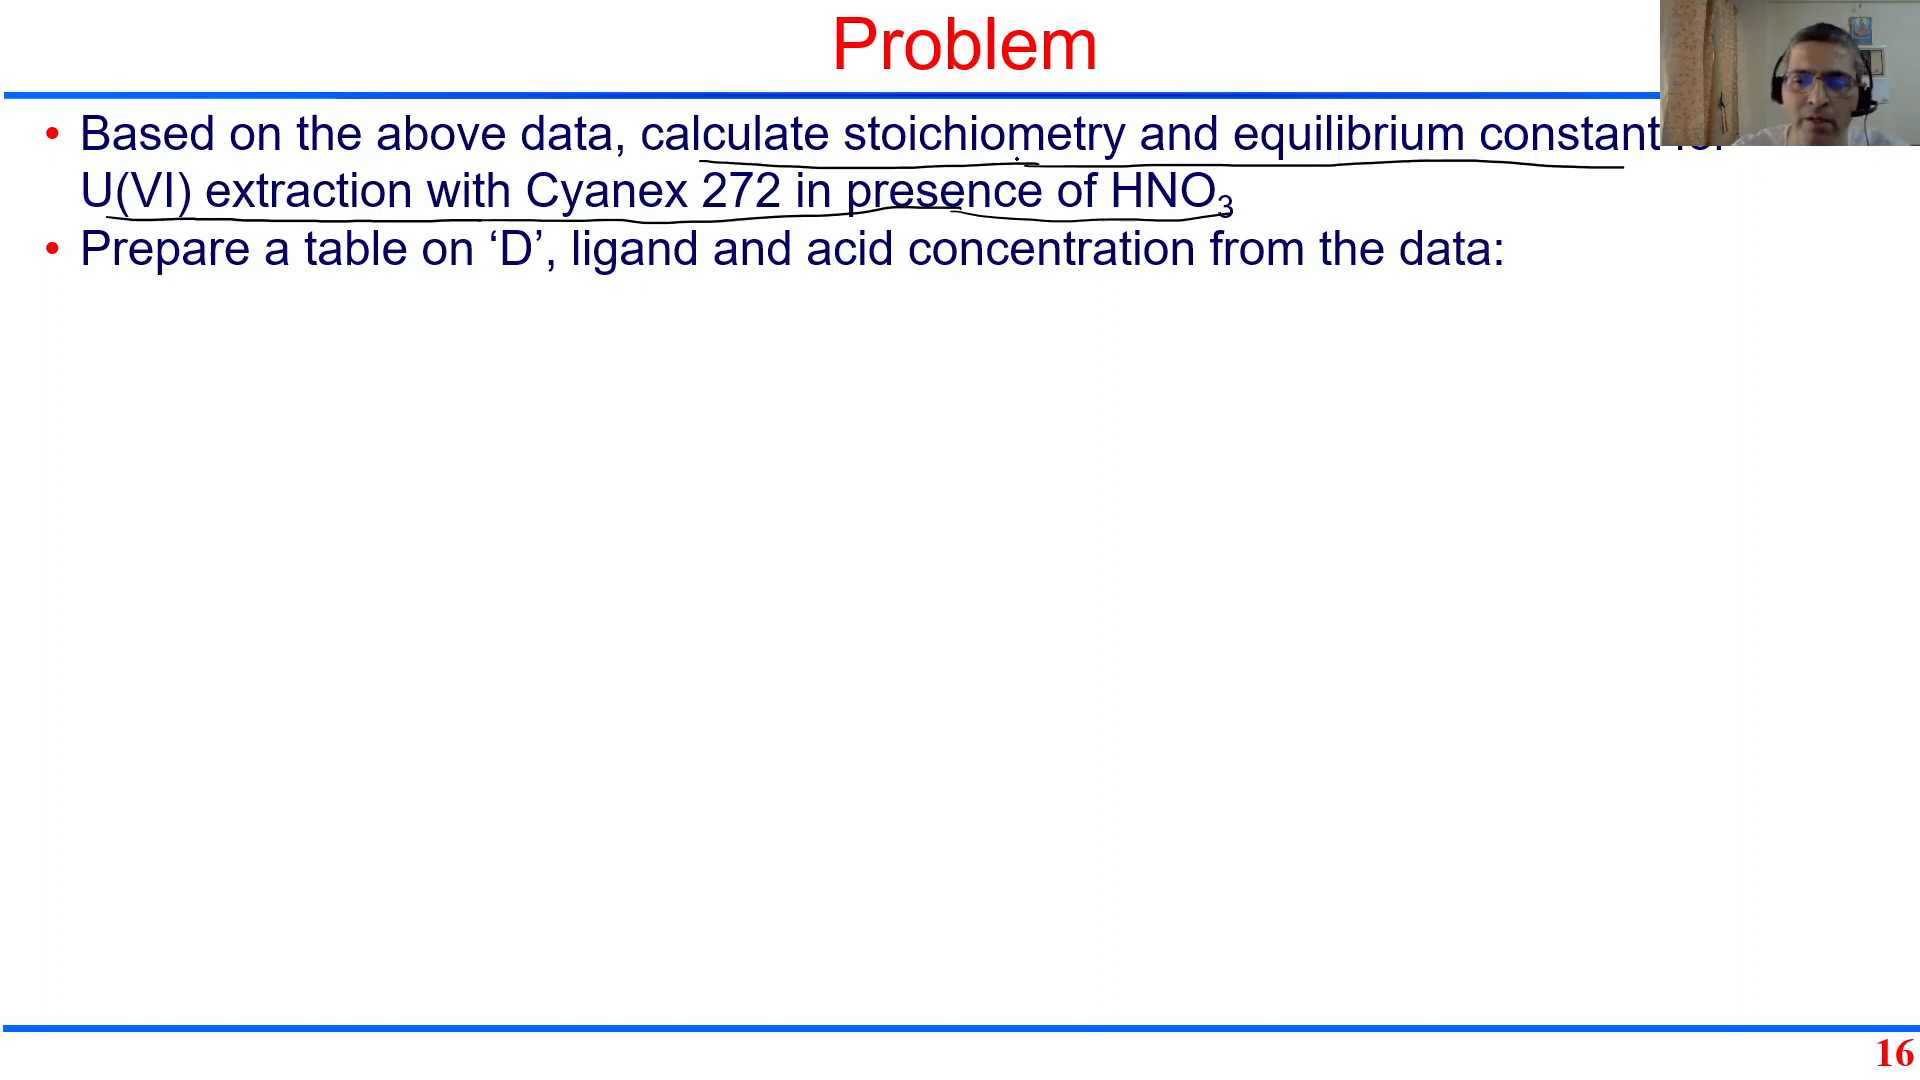 Problem
• Based on the above data, calculate stoichiometry and equilibrium constant
U(VI) extraction with Cyanex 272 in presence of HNO₃
• Prepare a table on ‘D’, ligand and acid concentration from the data:
16